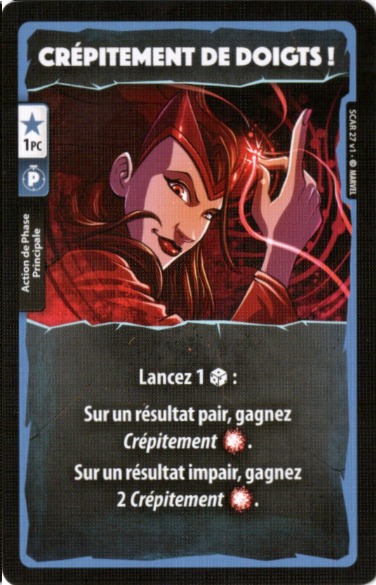 CRÉPITEMENT DE DOIGTS !
1PC
P
Action de Phase
Principale
SCAR 27 v1 - © MARVEL
Lancez 1 :
Sur un résultat pair, gagnez
Crépitement .
Sur un résultat impair, gagnez
2 Crépitement .